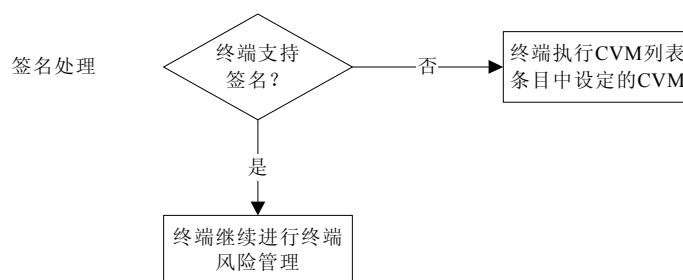 签名处理
终端支持
签名？
否
终端执行CVM列表
条目中设定的CVM
是
终端继续进行终端
风险管理